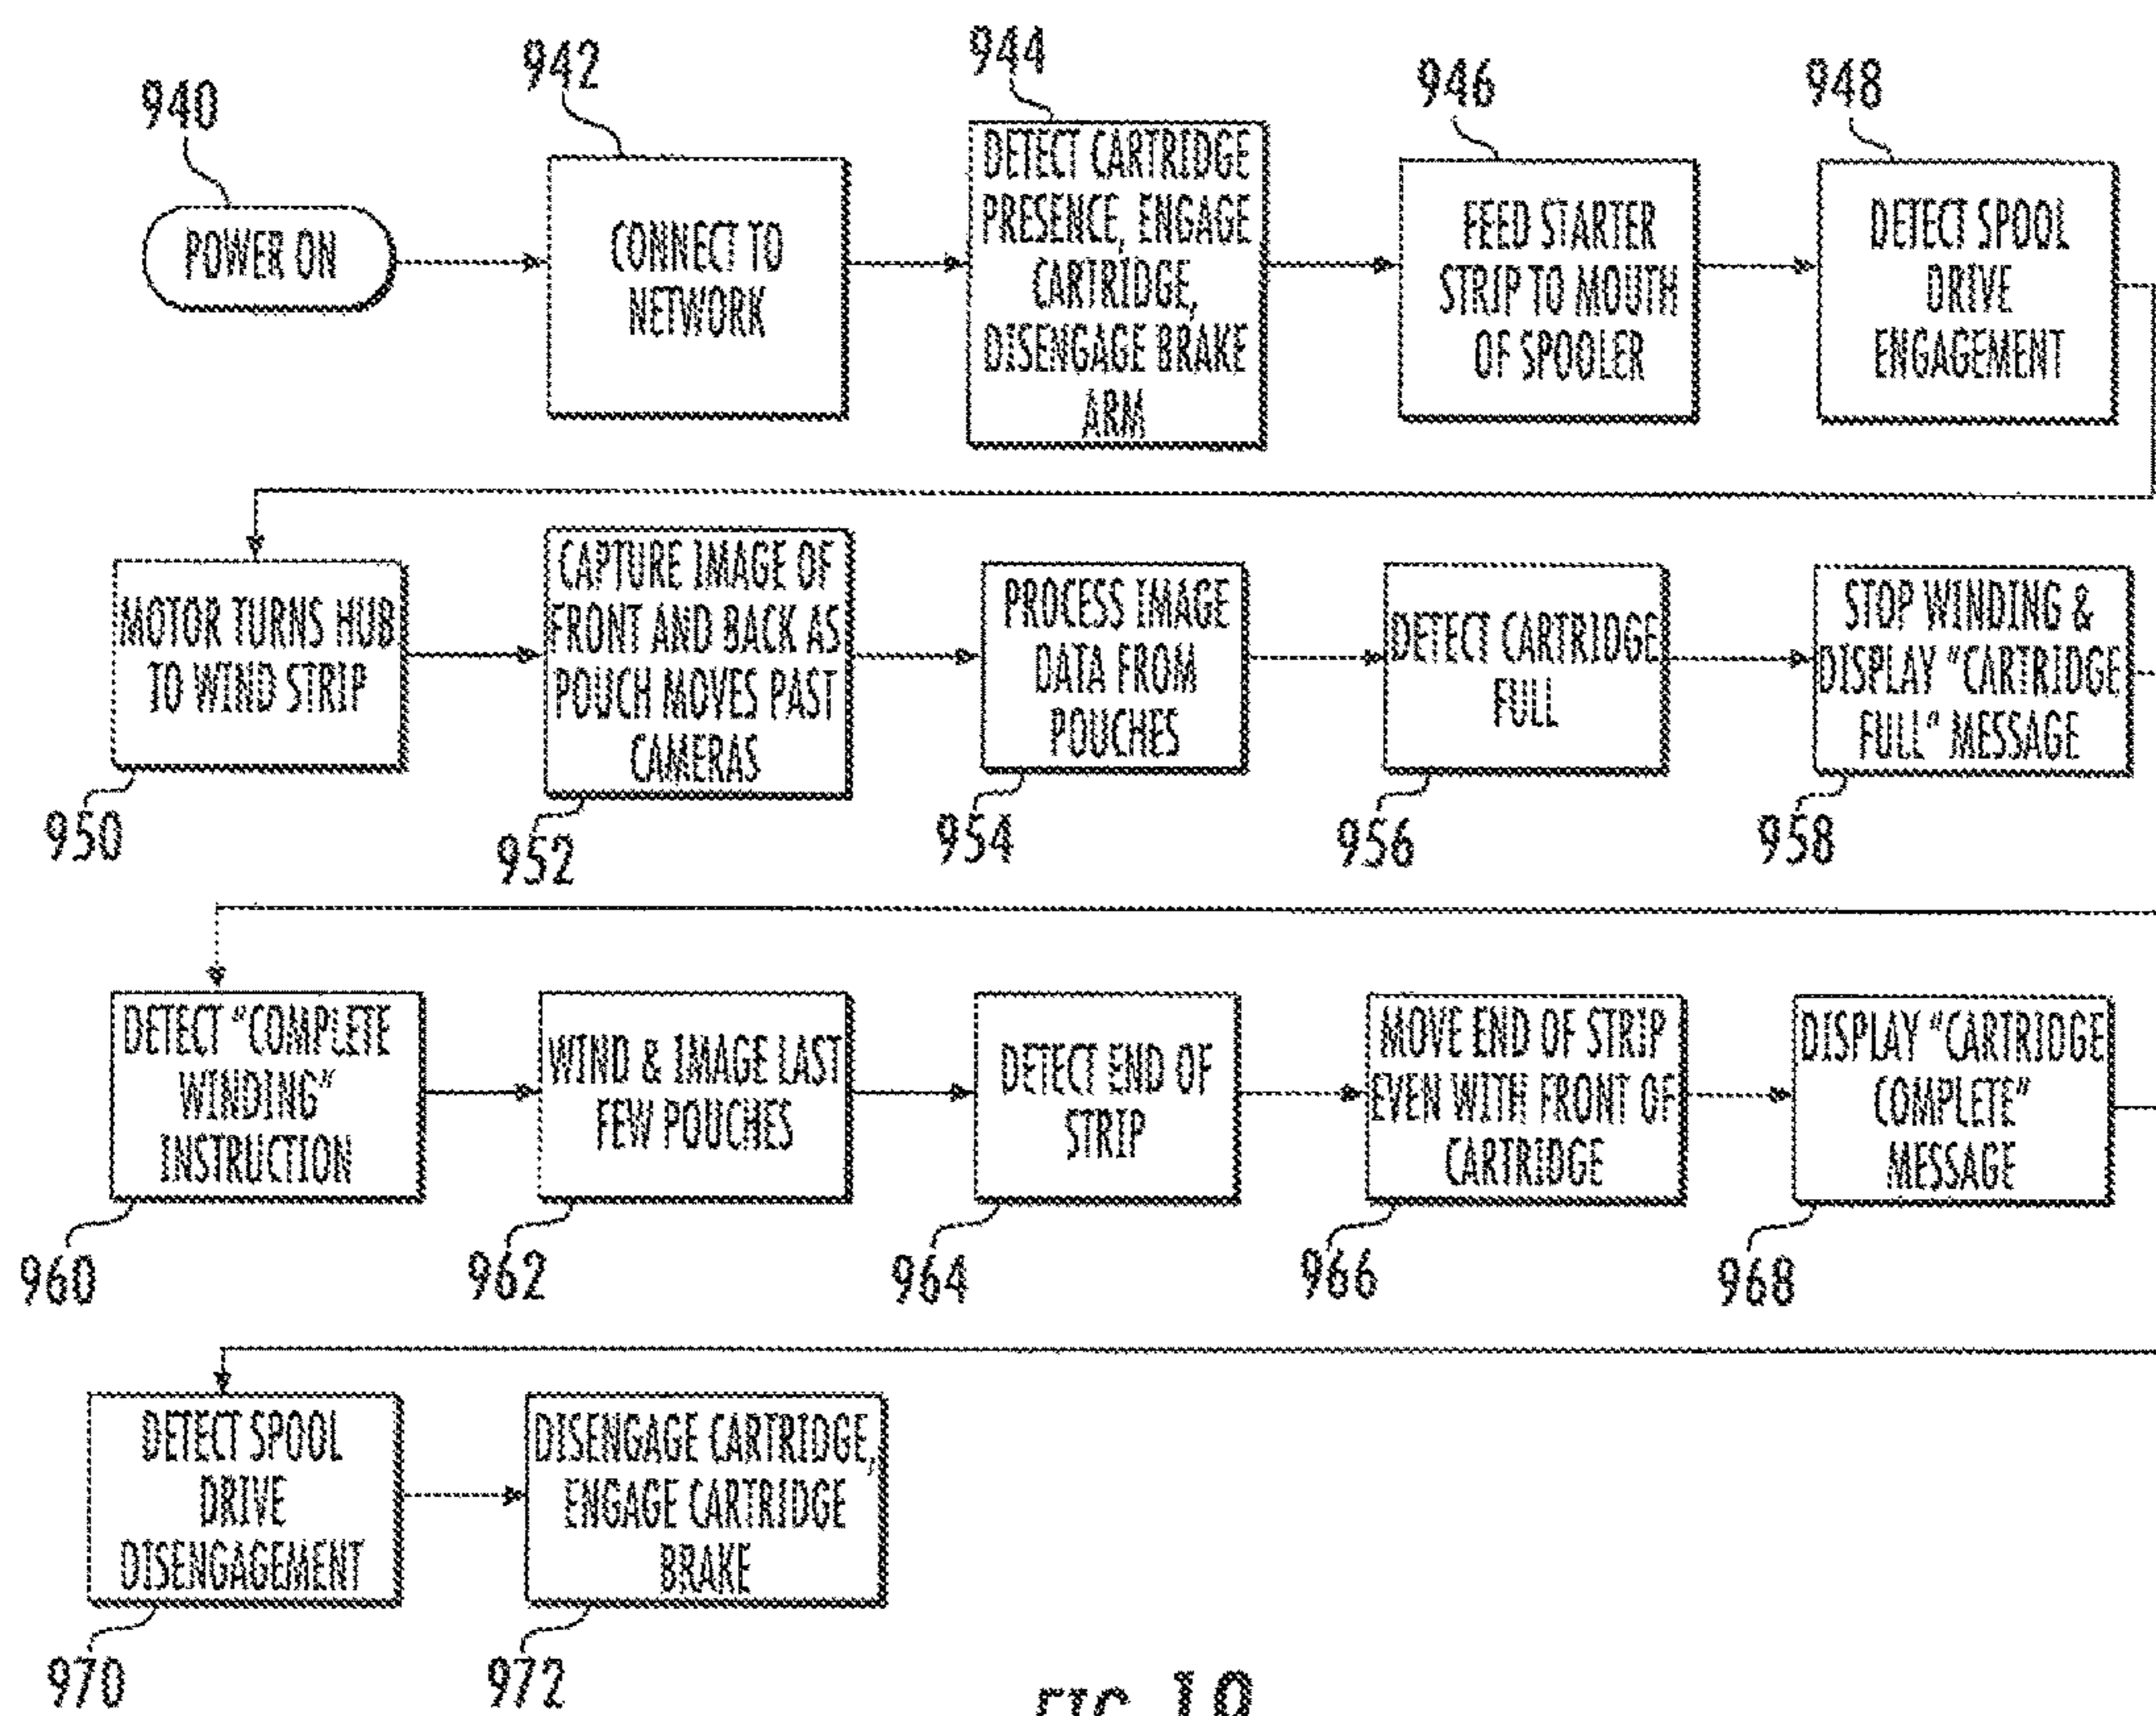 940
942
944
946
948
POWER ON
CONNECT TO
NETWORK
DETECT CARTRIDGE
PRESENCE, ENGAGE
CARTRIDGE,
DISENGAGE BRAKE
ARM
FEED STARTER
STRIP TO MOUTH
OF SPOOLER
DETECT SPOOL
DRIVE
ENGAGEMENT
MOTOR TURNS HUB
TO WIND STRIP
CAPTURE IMAGE OF
FRONT AND BACK AS
POUCH MOVES PAST
CAMERAS
PROCESS IMAGE
DATA FROM
POUCHES
DETECT CARTRIDGE
FULL
STOP WINDING &
DISPLAY "CARTRIDGE
FULL" MESSAGE
950
952
954
956
958
DETECT "COMPLETE
WINDING"
INSTRUCTION
WIND & IMAGE LAST
FEW POUCHES
DETECT END OF
STRIP
MOVE END OF STRIP
EVEN WITH FRONT OF
CARTRIDGE
DISPLAY "CARTRIDGE
COMPLETE"
MESSAGE
960
962
964
966
968
DETECT SPOOL
DRIVE
DISENGAGEMENT
DISENGAGE CARTRIDGE,
ENGAGE CARTRIDGE
BRAKE
970
972
FIG.